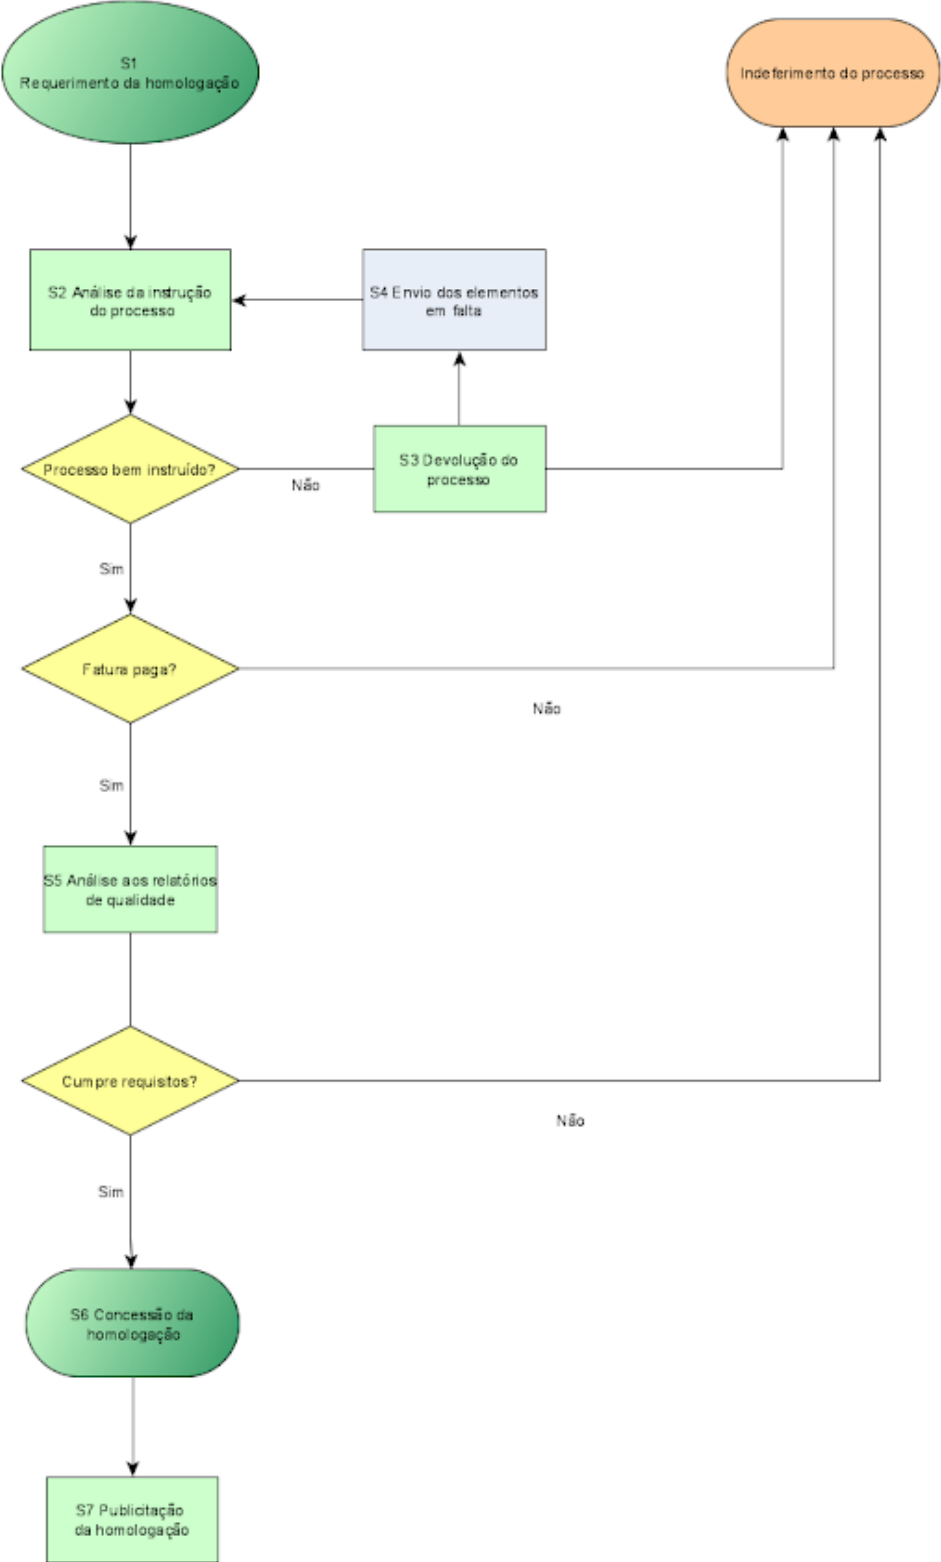 S1
Requerimento da homologação
Indeferimento do processo
S2 Análise da instrução
do processo
S4 Envio dos elementos
em falta
Processo bem instruído?
Não
S3 Devolução do
processo
Sim
Fatura paga?
Não
Sim
S5 Análise aos relatórios
de qualidade
Cumpre requisitos?
Não
Sim
S6 Concessão da
homologação
S7 Publicitação
da homologação